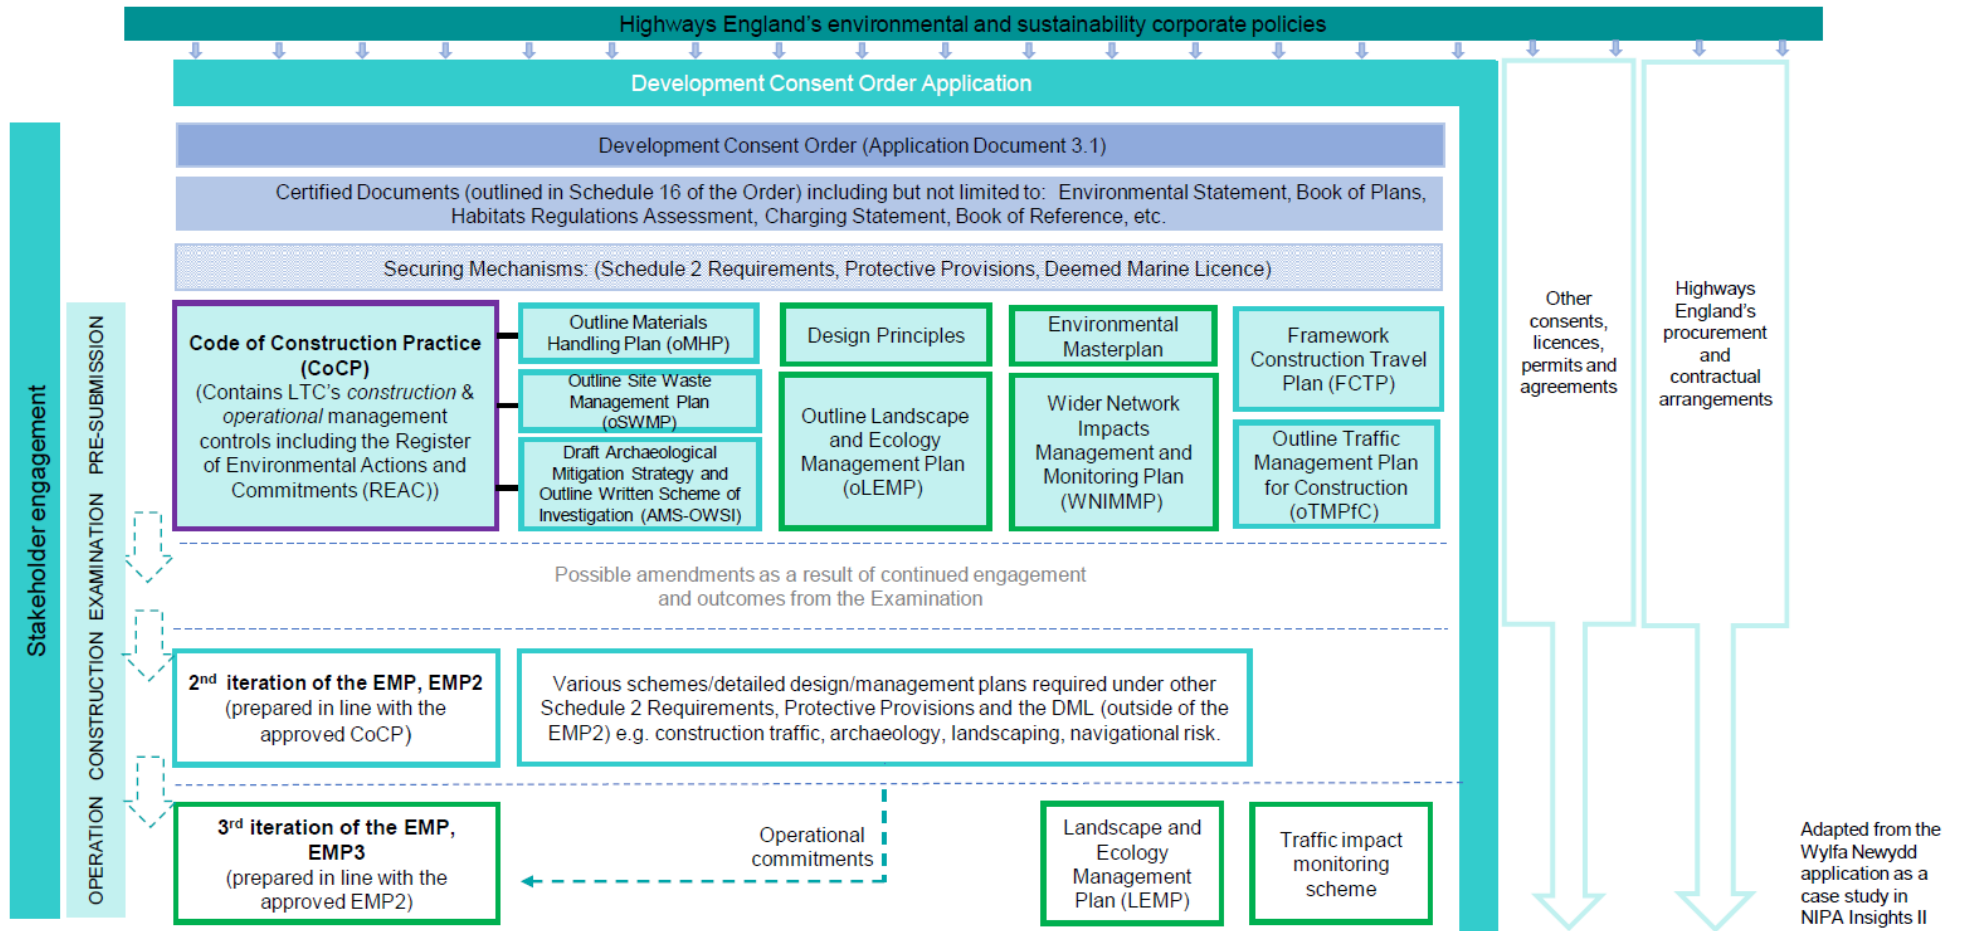 Highways England's environmental and sustainability corporate policies
Development Consent Order Application
Development Consent Order (Application Document 3.1)
Certified Documents (outlined in Schedule 16 of the Order) including but not limited to: Environmental Statement, Book of Plans,
Habitats Regulations Assessment, Charging Statement, Book of Reference, etc.
Securing Mechanisms: (Schedule 2 Requirements, Protective Provisions, Deemed Marine Licence)
Stakeholder engagement
PRE-SUBMISSION
EXAMINATION
CONSTRUCTION
OPERATION
Code of Construction Practice
(CoCP)
(Contains LTC's construction &
operational management
controls including the Register
of Environmental Actions and
Commitments (REAC))
Outline Materials
Handling Plan (oMHP)
Outline Site Waste
Management Plan
(oSWMP)
Draft Archaeological
Mitigation Strategy and
Outline Written Scheme of
Investigation (AMS-OWSI)
Design Principles
Outline Landscape
and Ecology
Management Plan
(oLEMP)
Environmental
Masterplan
Wider Network
Impacts
Management and
Monitoring Plan
(WNIMMP)
Framework
Construction Travel
Plan (FCTP)
Outline Traffic
Management Plan
for Construction
(oTMPfC)
Other
consents,
licences,
permits and
agreements
Highways
England's
procurement
and
contractual
arrangements
Possible amendments as a result of continued engagement
and outcomes from the Examination
2nd iteration of the EMP, EMP2
(prepared in line with the
approved CoCP)
Various schemes/detailed design/management plans required under other
Schedule 2 Requirements, Protective Provisions and the DML (outside of the
EMP2) e.g. construction traffic, archaeology, landscaping, navigational risk.
3rd iteration of the EMP,
EMP3
(prepared in line with the
approved EMP2)
Operational
commitments
Landscape and
Ecology
Management
Plan (LEMP)
Traffic impact
monitoring
scheme
Adapted from the
Wylfa Newydd
application as a
case study in
NIPA Insights II